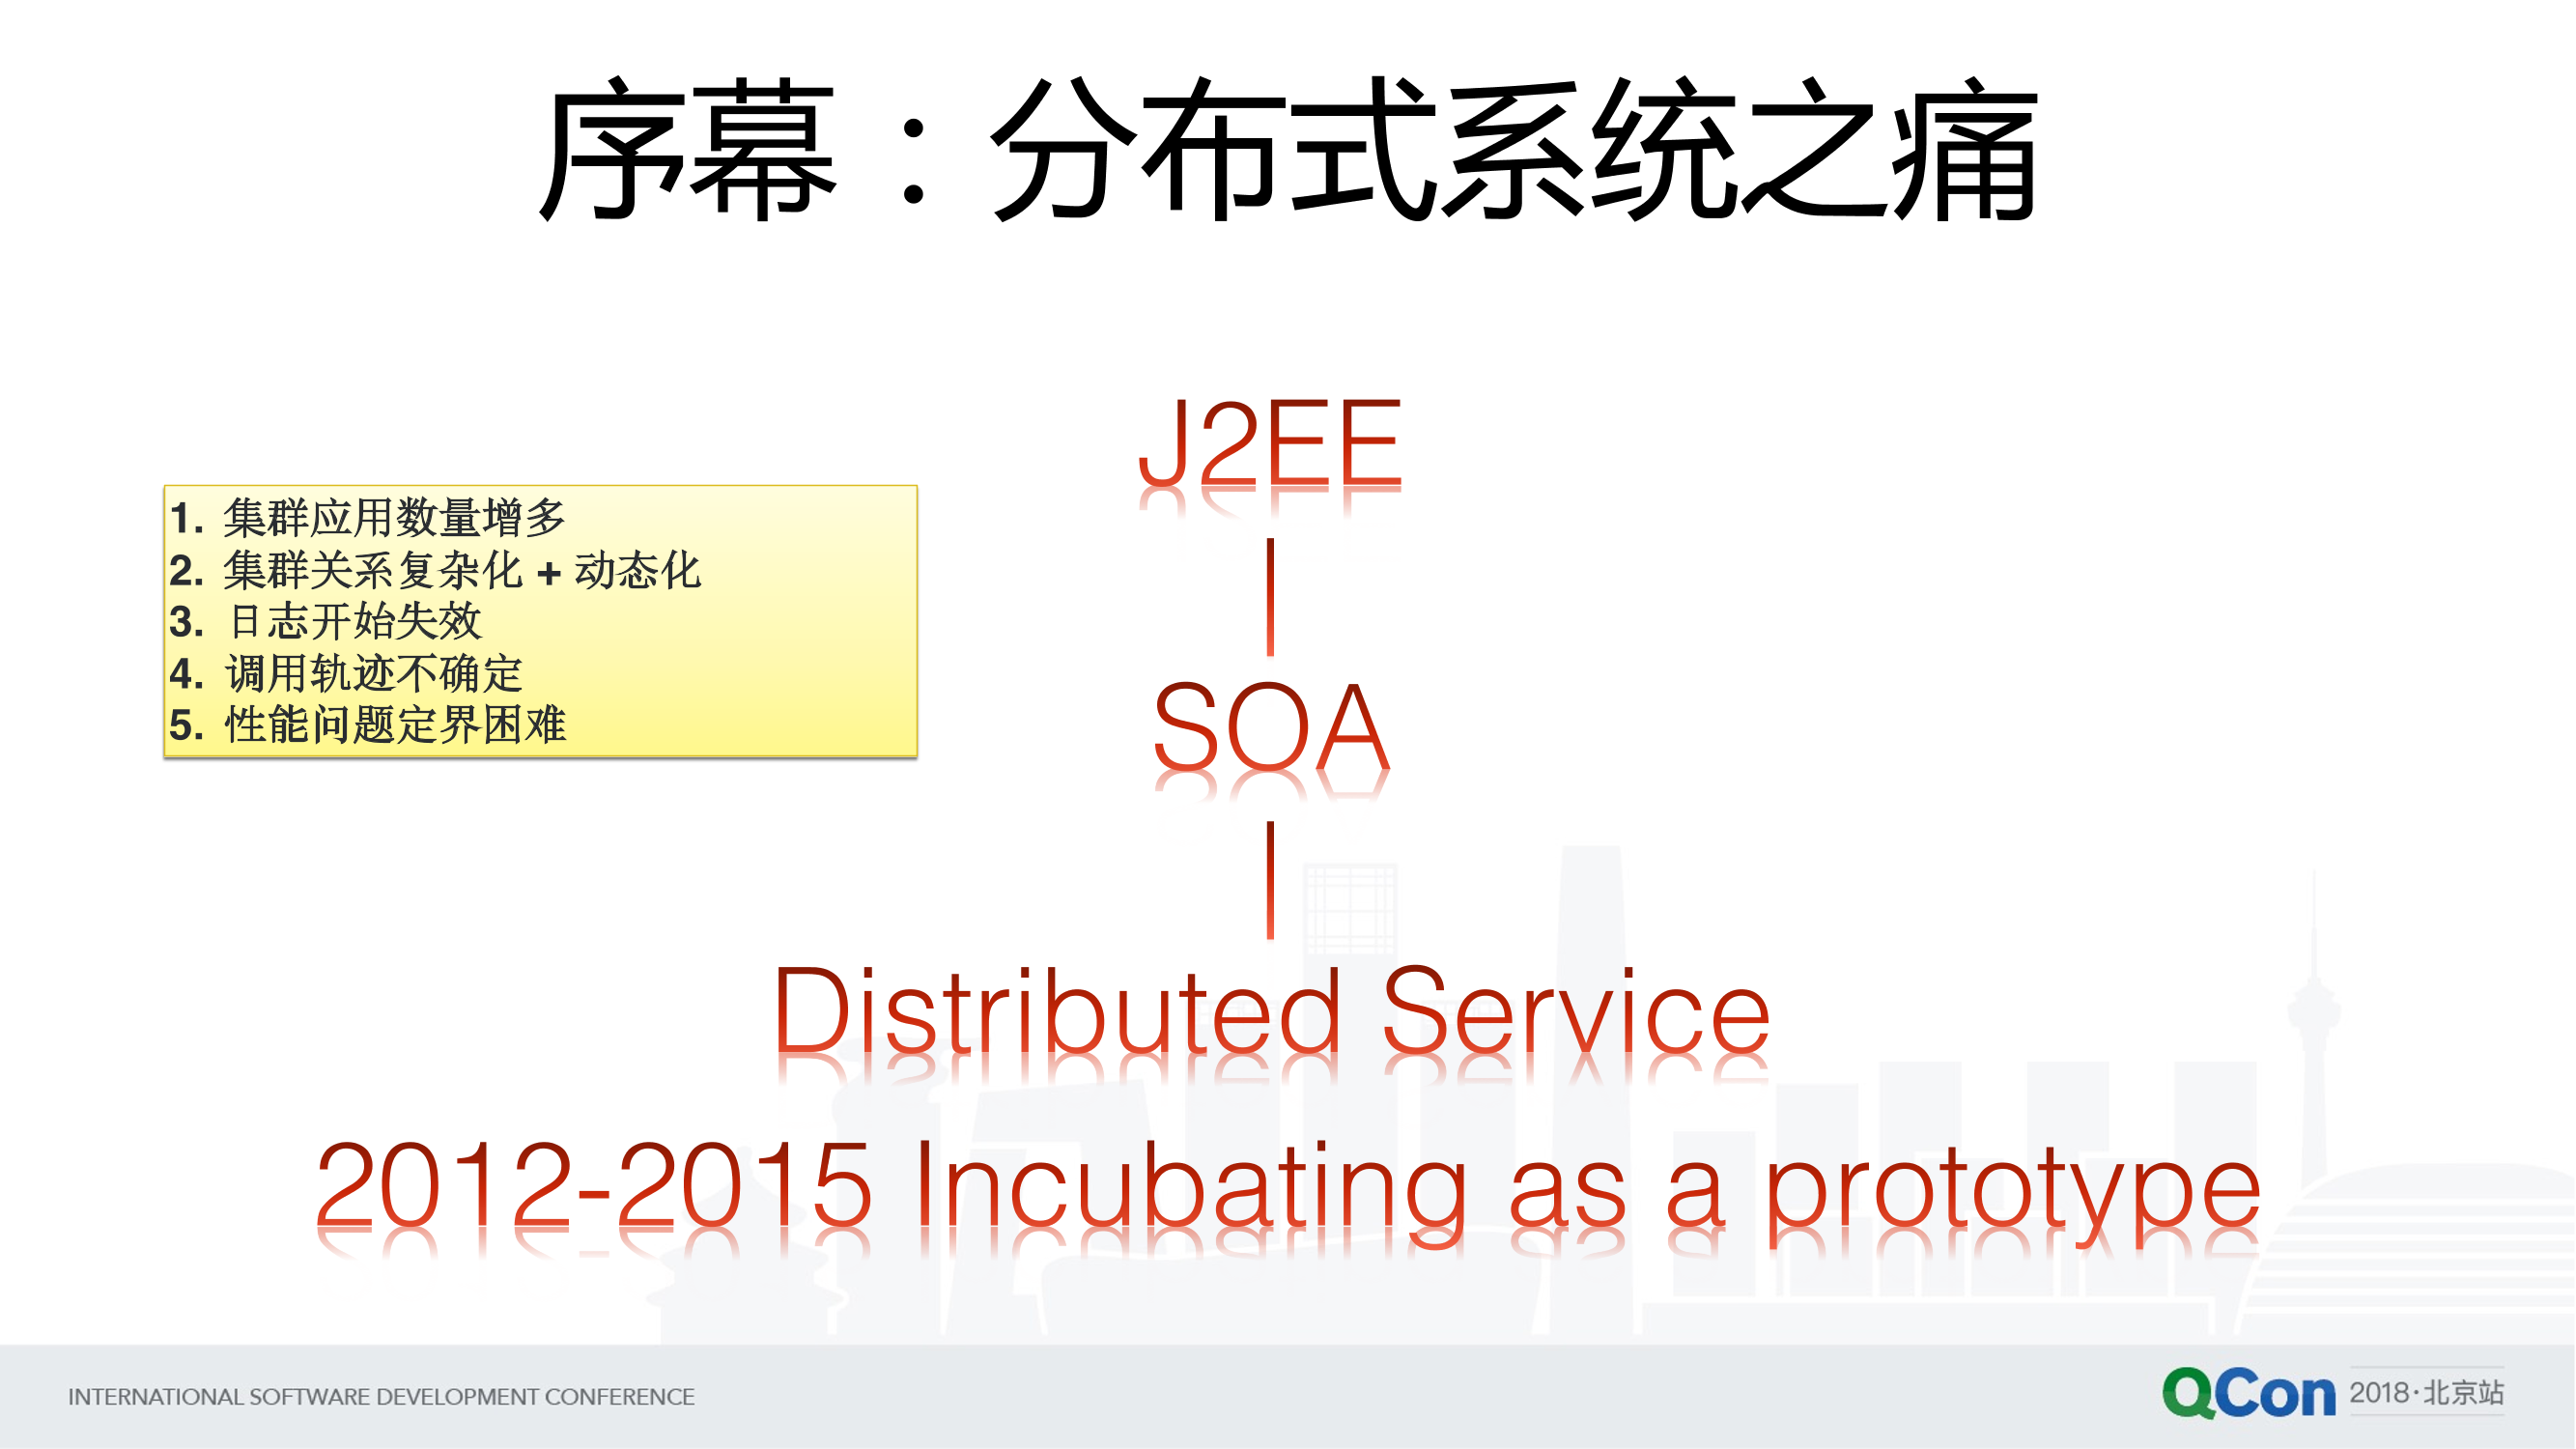 序幕：分布式系统之痛
J2EE
1. 集群应用数量增多
2. 集群关系复杂化 + 动态化
3. 日志开始失效
4. 调用轨迹不确定
5. 性能问题定界困难
|
SOA
|
Distributed Service
2012-2015 Incubating as a prototype
INTERNATIONAL SOFTWARE DEVELOPMENT CONFERENCE
QCon 2018·北京站